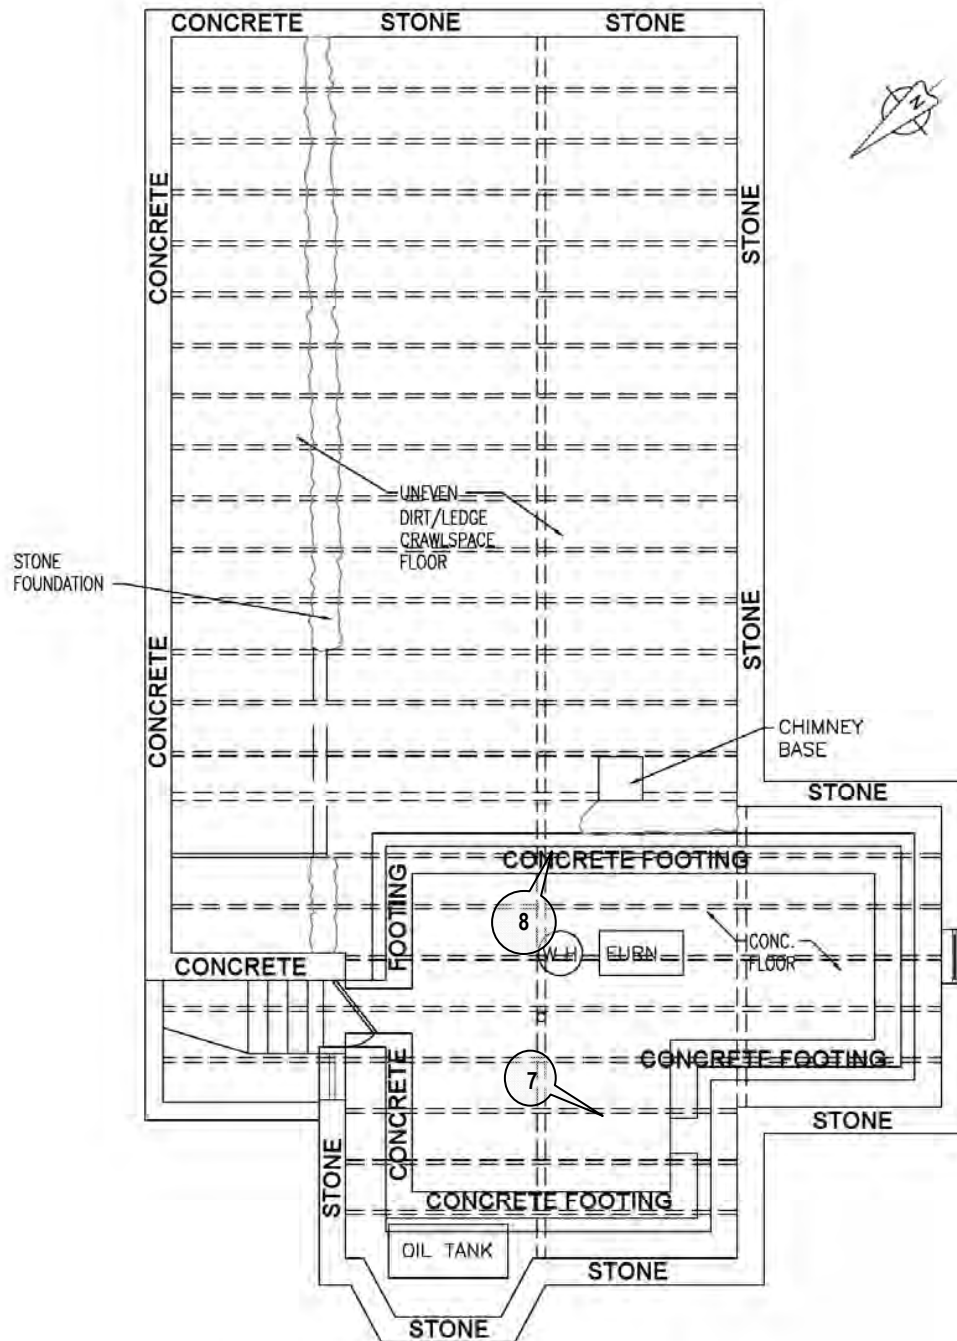 CONCRETE STONE STONE
N
CONCRETE
STONE
UNEVEN
DIRT/LEDGE
CRAWLSPACE
FLOOR
STONE
FOUNDATION
STONE
CONCRETE
CHIMNEY
BASE
STONE
CONCRETE FOOTING
FOOTING
8
W.H
FURN
CONC.
FLOOR
CONCRETE
CONCRETE FOOTING
7
CONCRETE
STONE
STONE
CONCRETE FOOTING
OIL TANK
STONE
STONE